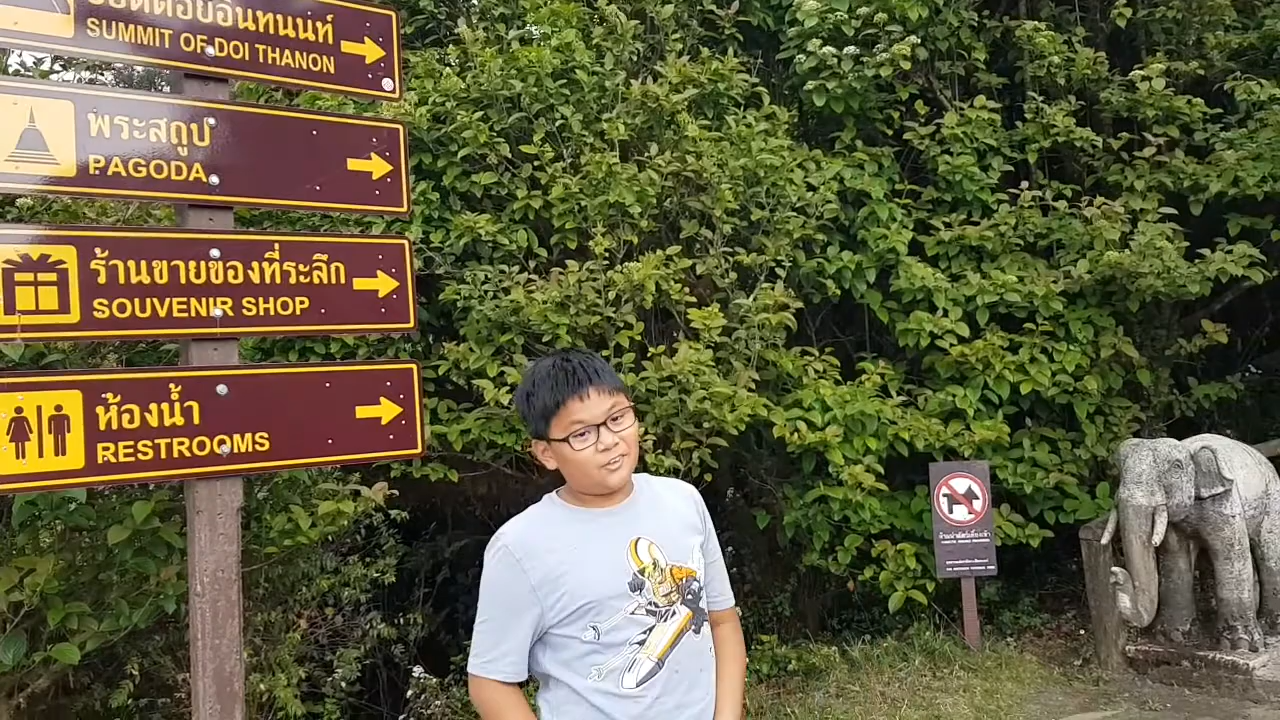 ยอดดอยอินทนนท์
SUMMIT OF DOI THANON
พระสถูป
PAGODA
ร้านขายของที่ระลึก
SOUVENIR SHOP
ห้องน้ำ
RESTROOMS